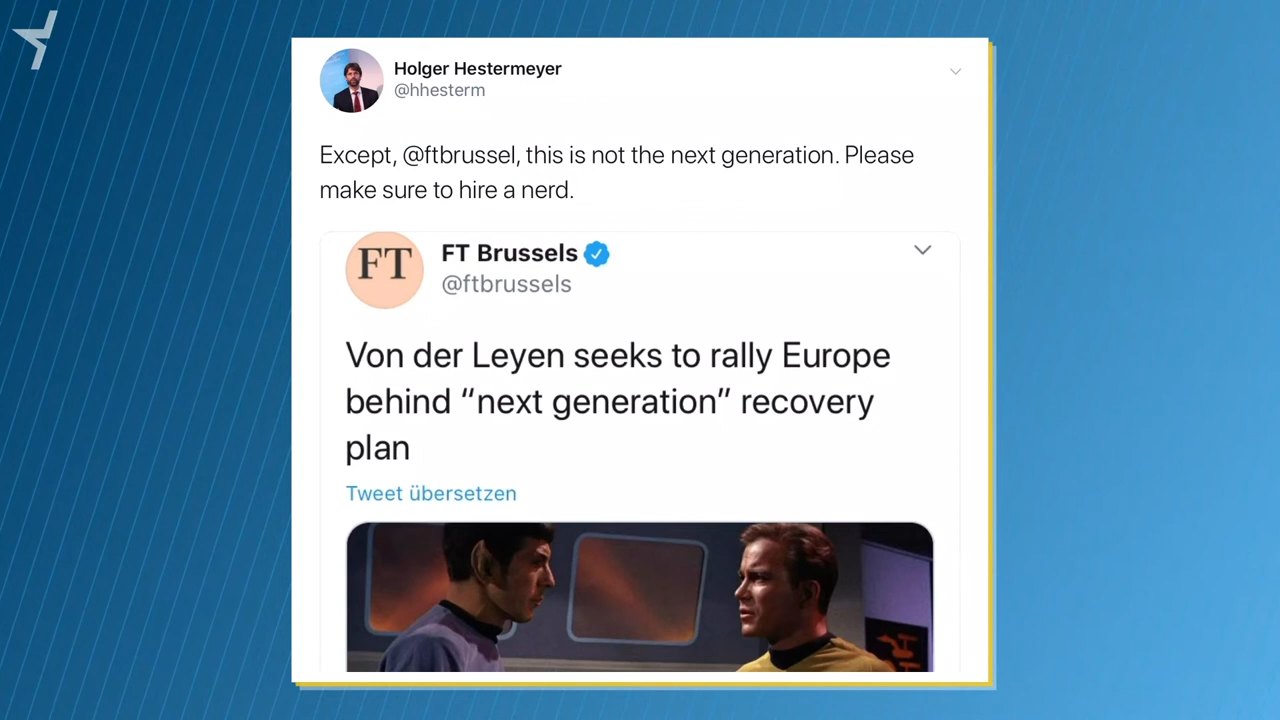 Holger Hestermeyer
@hhesterm
Except, @ftbrussel, this is not the next generation. Please
make sure to hire a nerd.
FT
FT Brussels
@ftbrussels
Von der Leyen seeks to rally Europe
behind “next generation” recovery
plan
Tweet übersetzen